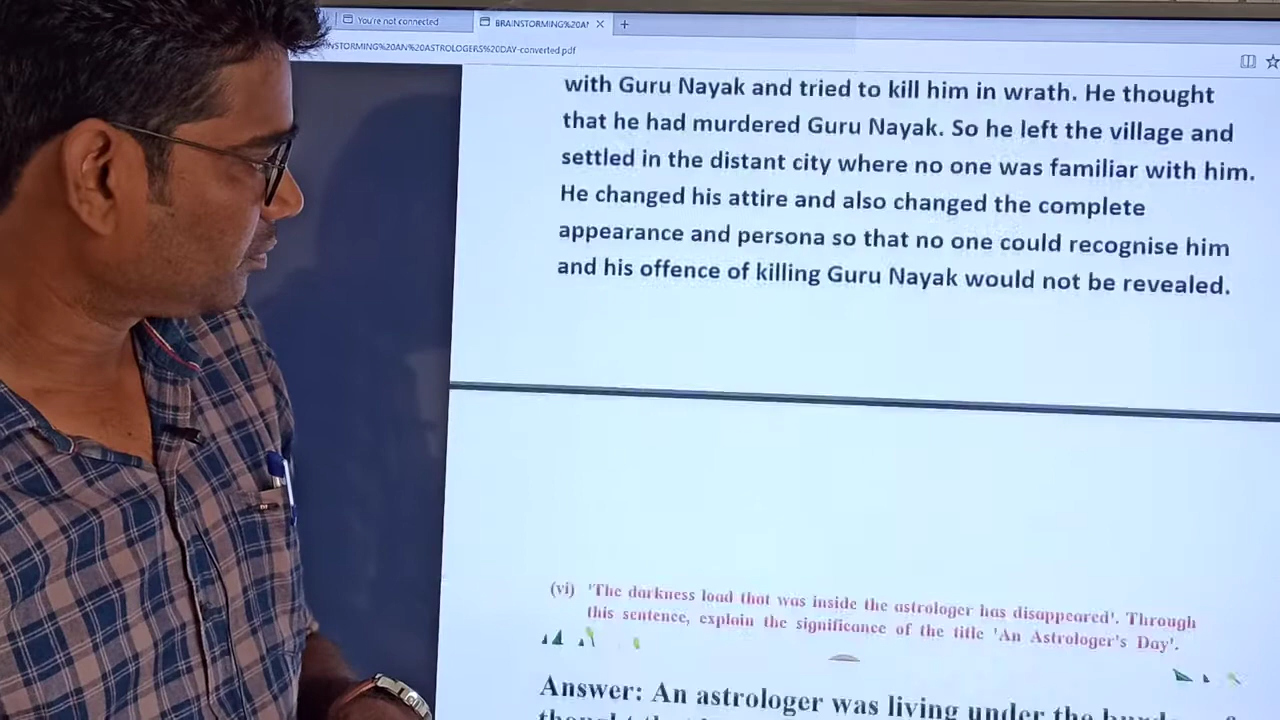 You're not connected
BRAINSTORMING%20A
NSTORMING%20AN%20ASTROLOGERS%20DAY-converted.pdf
with Guru Nayak and tried to kill him in wrath. He thought
that he had murdered Guru Nayak. So he left the village and
settled in the distant city where no one was familiar with him.
He changed his attire and also changed the complete
appearance and persona so that no one could recognise him
and his offence of killing Guru Nayak would not be revealed.
(vi) 'The darkness load that was inside the astrologer has disappeared'. Through
this sentence, explain the significance of the title 'An Astrologer's Day'.
Answer: An astrologer was living under the